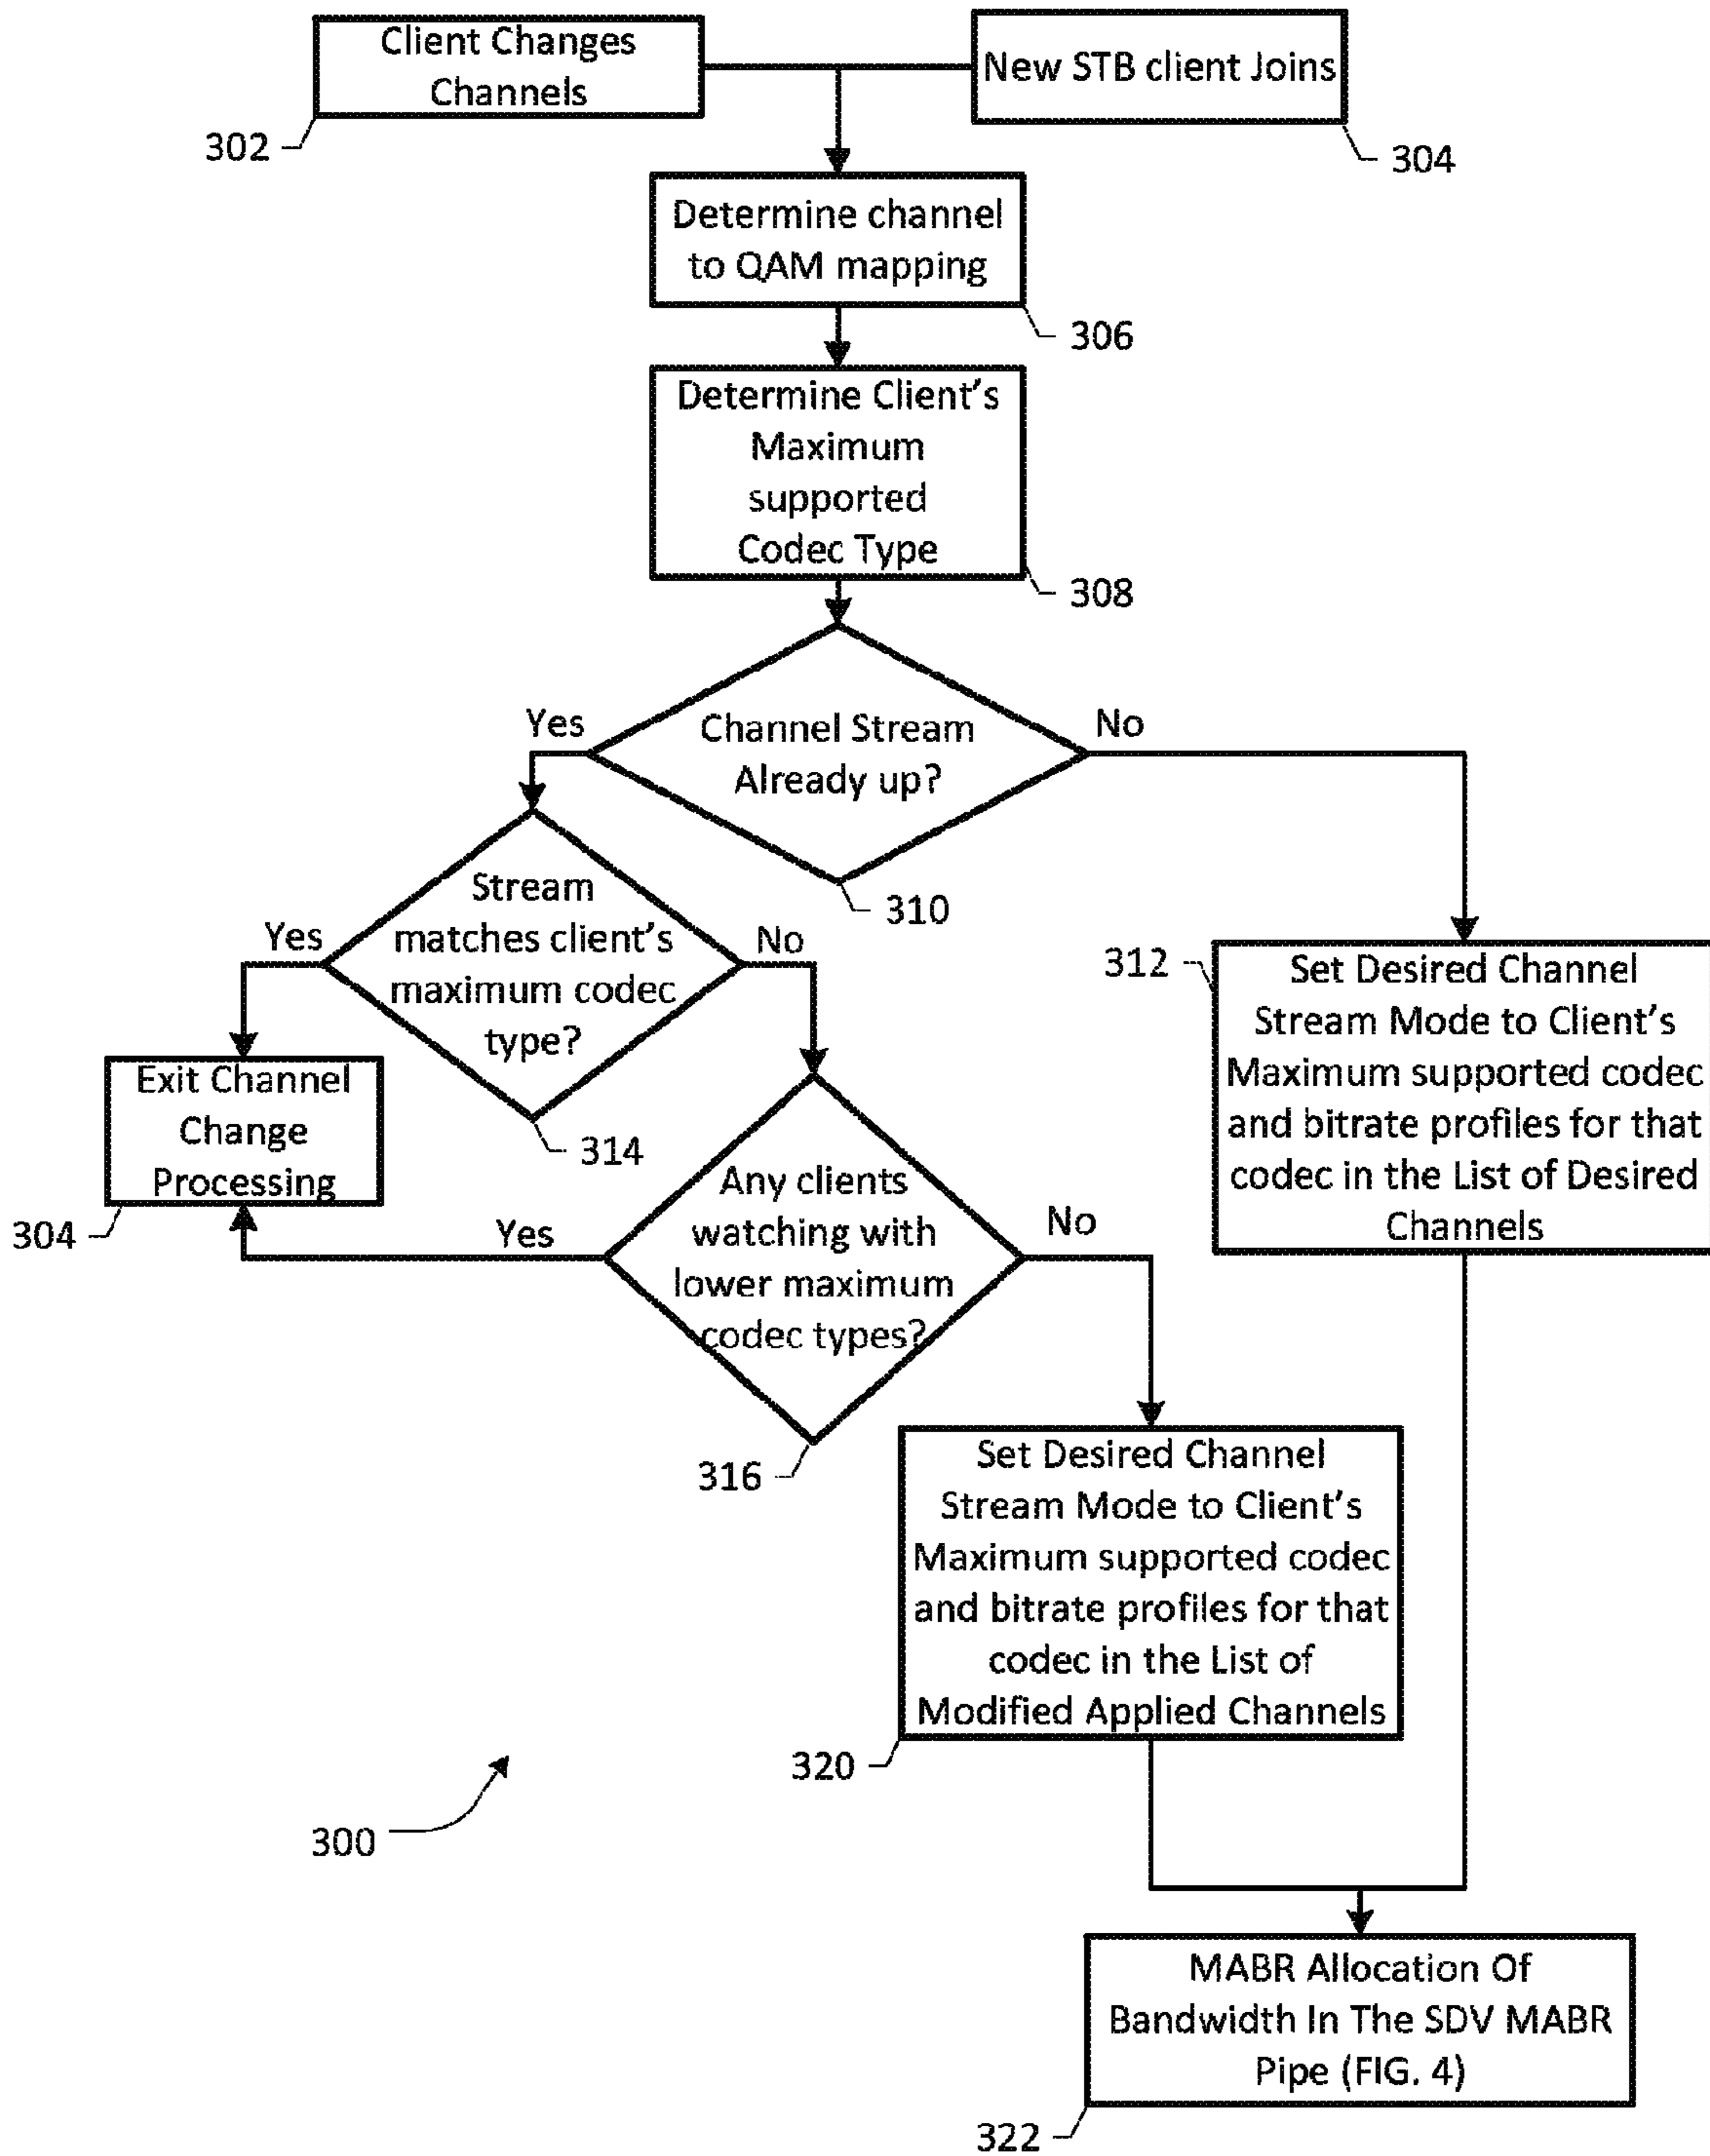 Client Changes
Channels
302
New STB client Joins
304
Determine channel
to QAM mapping
306
Determine Client's
Maximum
supported
Codec Type
308
Channel Stream
Already up?
Yes
No
310
Stream
matches client's
maximum codec
type?
Yes
No
314
312
Set Desired Channel
Stream Mode to Client's
Maximum supported codec
and bitrate profiles for that
codec in the List of Desired
Channels
Exit Channel
Change
Processing
304
Any clients
watching with
lower maximum
codec types?
Yes
No
316
Set Desired Channel
Stream Mode to Client's
Maximum supported codec
and bitrate profiles for that
codec in the List of
Modified Applied Channels
320
300
MABR Allocation Of
Bandwidth In The SDV MABR
Pipe (FIG. 4)
322